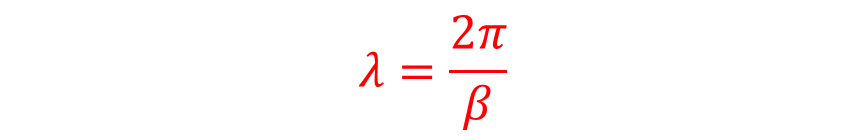 λ = 2π/β